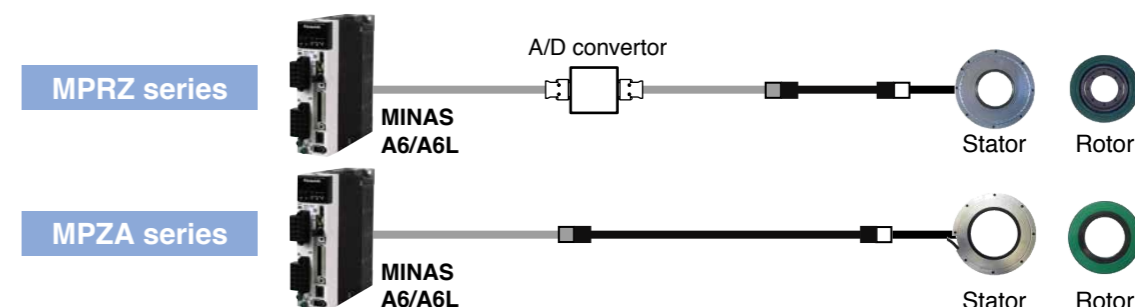 A/D convertor
MPRZ series
MINAS
A6/A6L
Stator
Rotor
MPZA series
MINAS
A6/A6L
Stator
Rotor